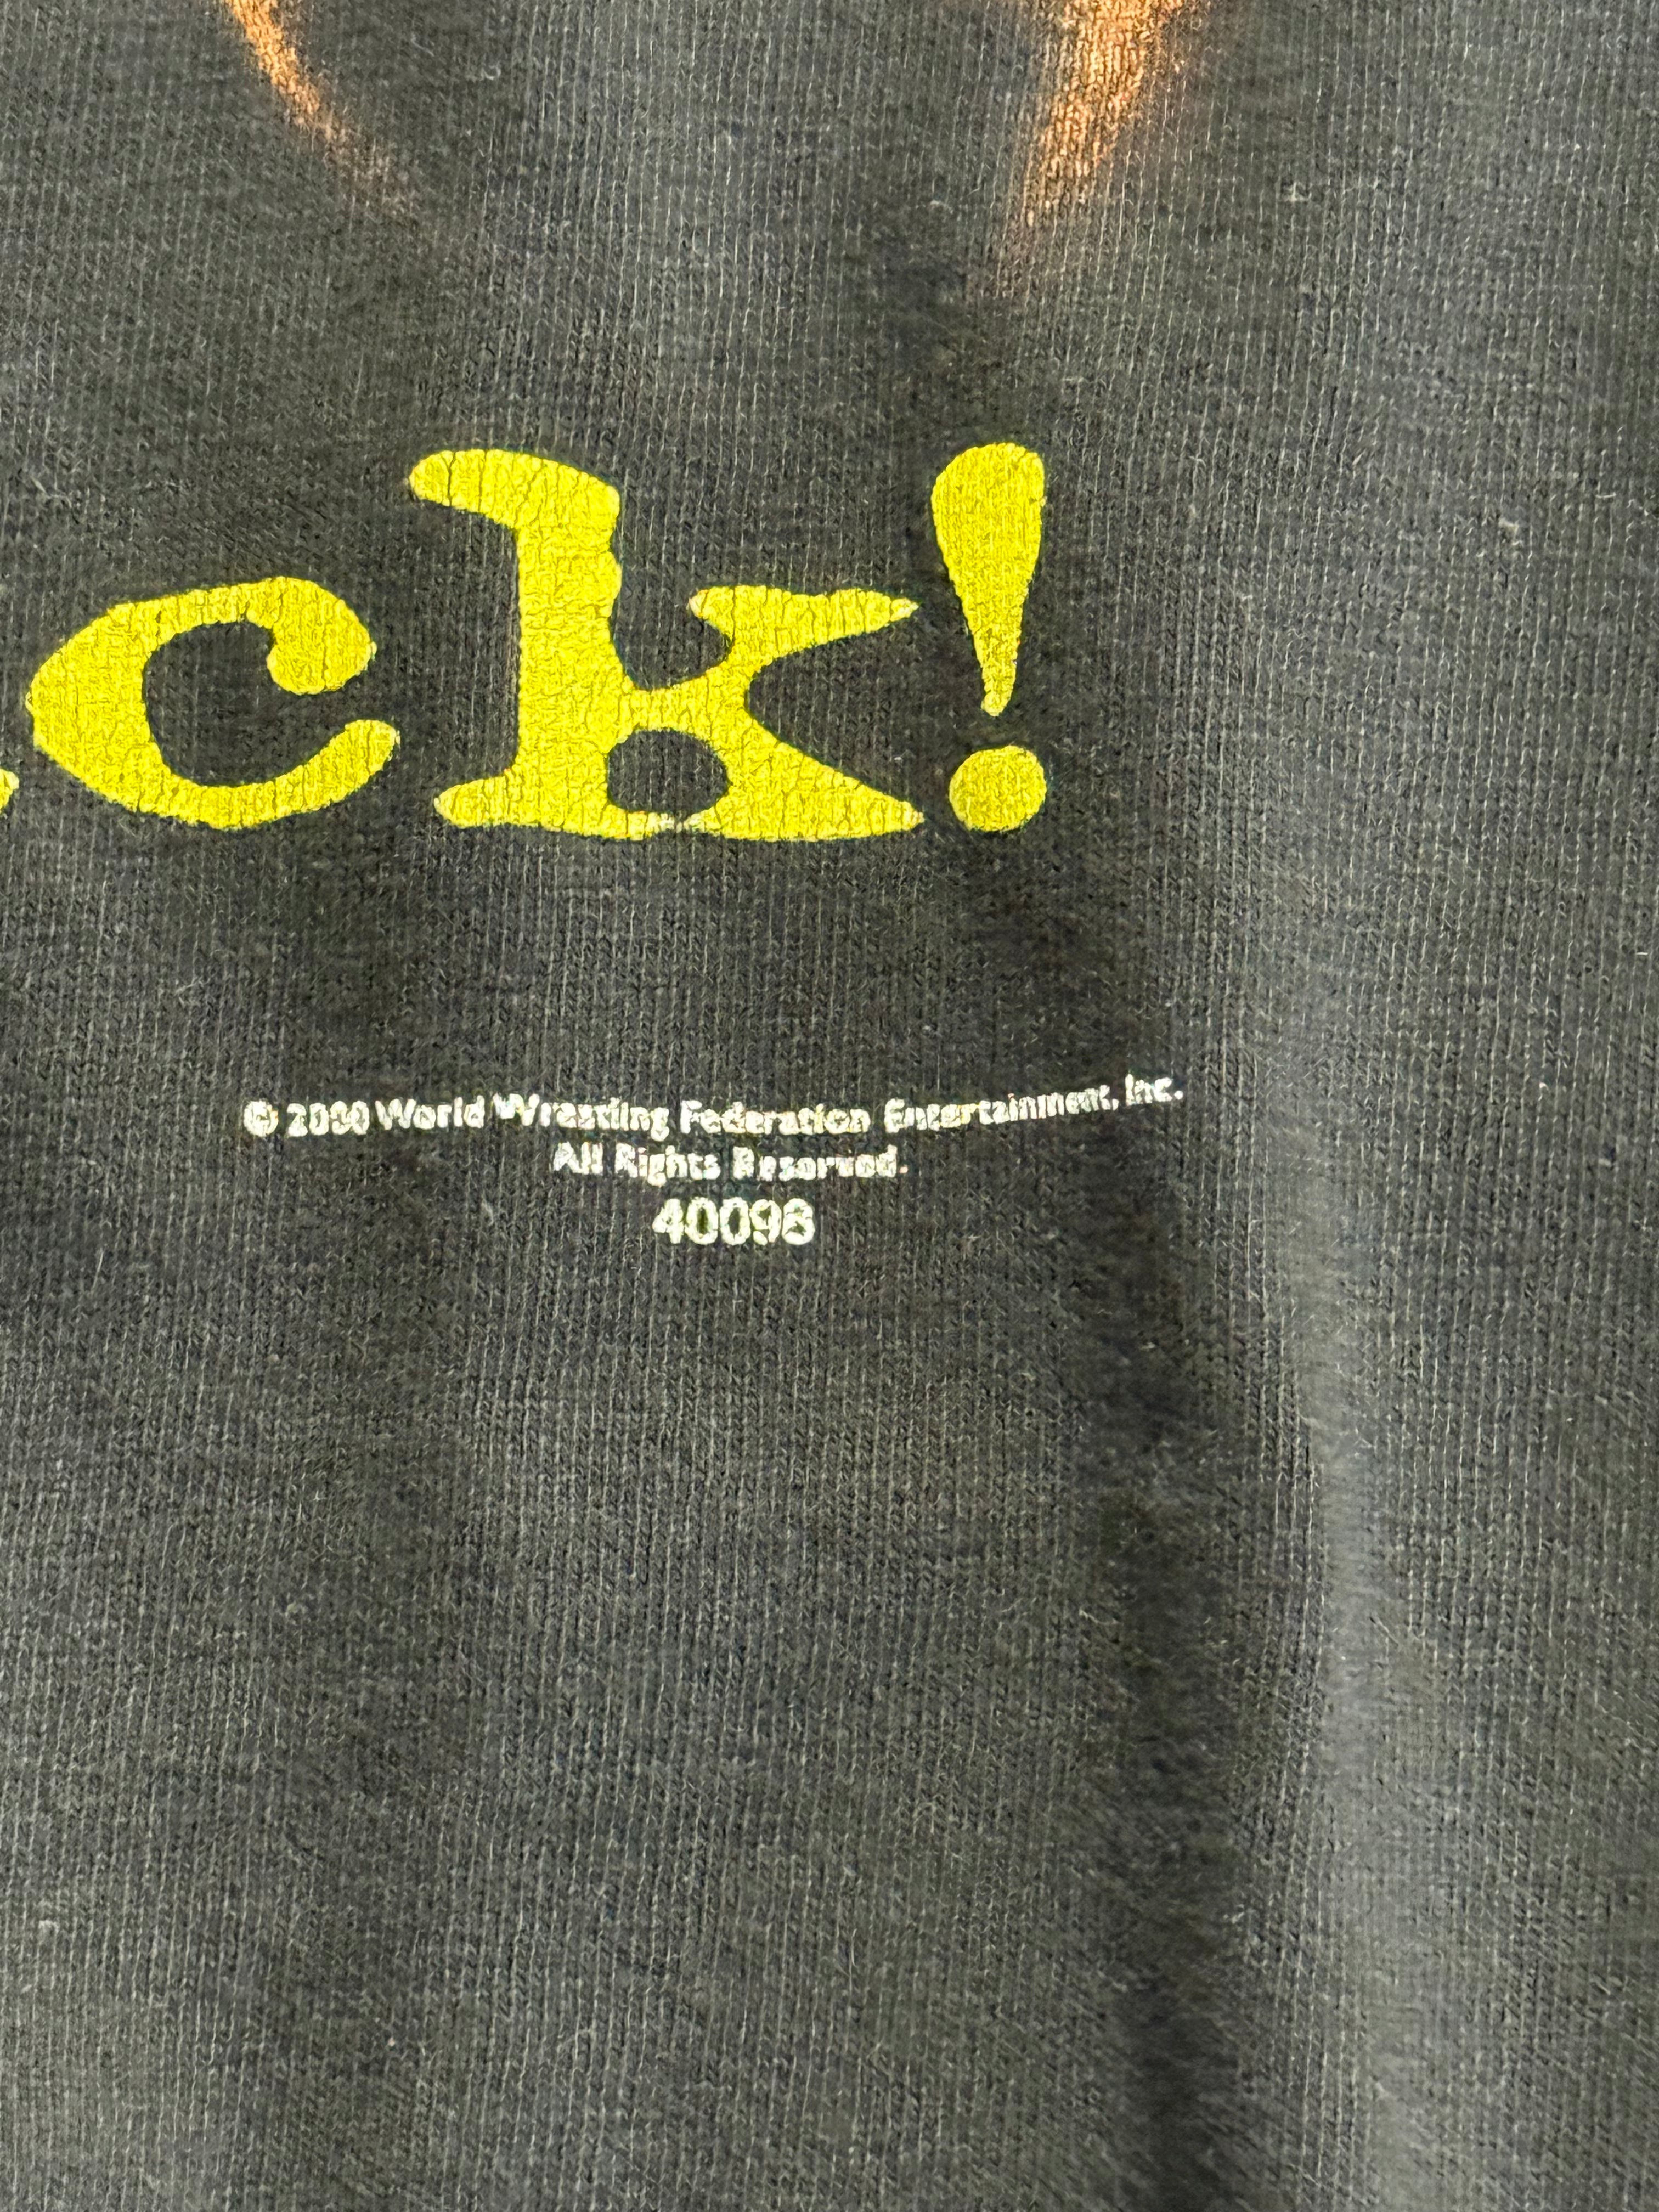 ck!
© 2000 World Wrestling Federation Entertainment, Inc.
All Rights Reserved.
40098